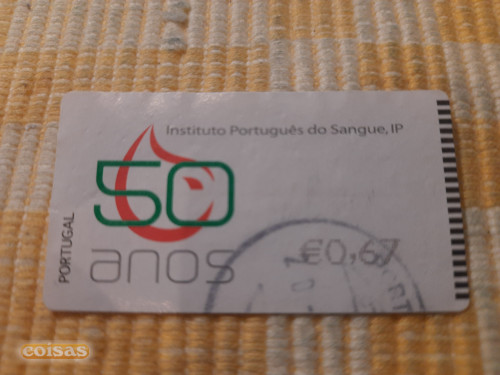 Instituto Português do Sangue, IP
50
anos
PORTUGAL
€0,67
coisas